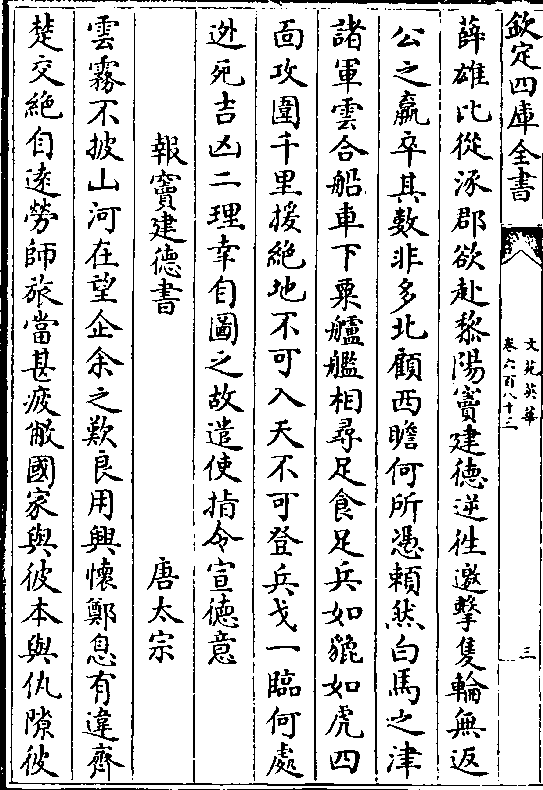 欽定四庫全書
文苑英華
卷六百八十三
三
薛雄比從涿郡欲赴黎陽竇建德逆徃邀擊隻輪無返
公之羸卒其數非多北顧西瞻何所憑賴然白馬之津
諸軍雲合船車下粟艫艦相尋足食足兵如貔如虎四
面攻圍千里援絶地不可入天不可登兵戈一臨何處
迯死吉凶二理幸自圖之故遣使指令宣德意
報竇建德書 唐太宗
雲霧不披山河在望企余之歎良用興懷鄭息有違齊
楚交絶自逺勞師旅當甚疲敝國家與彼本與仇隙彼